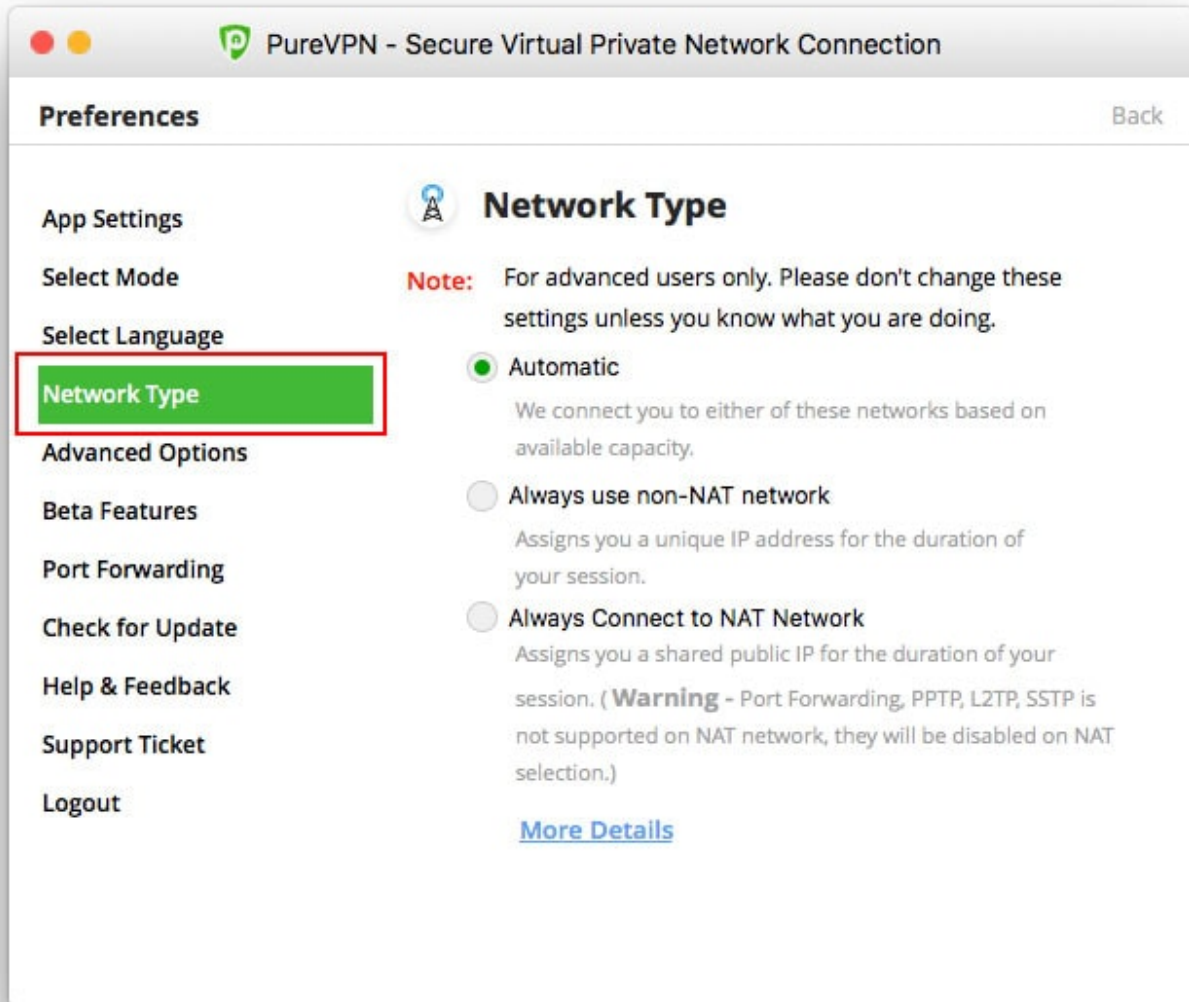 PureVPN - Secure Virtual Private Network Connection
Preferences
Back
App Settings
Select Mode
Select Language
Network Type
Advanced Options
Beta Features
Port Forwarding
Check for Update
Help & Feedback
Support Ticket
Logout
Network Type
Note: For advanced users only. Please don't change these
settings unless you know what you are doing.
Automatic
We connect you to either of these networks based on
available capacity.
Always use non-NAT network
Assigns you a unique IP address for the duration of
your session.
Always Connect to NAT Network
Assigns you a shared public IP for the duration of your
session. ( Warning - Port Forwarding, PPTP, L2TP, SSTP is
not supported on NAT network, they will be disabled on NAT
selection.)
More Details